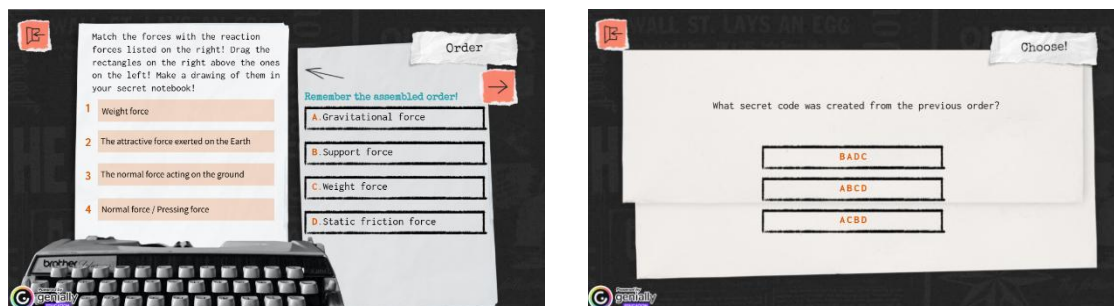 Match the forces with the reaction
forces listed on the right! Drag the
rectangles on the right above the ones
on the left! Make a drawing of them in
your secret notebook!
1 Weight force
2 The attractive force exerted on the Earth
3 The normal force acting on the ground
4 Normal force / Pressing force
brother
Order
Remember the assembled order!
A.Gravitational force
B.Support force
C.Weight force
D.Static friction force
Powered by
genially
WALL ST. LAYS AN EGG
Choose!
What secret code was created from the previous order?
BADC
ABCD
ACBD
Powered by
genially